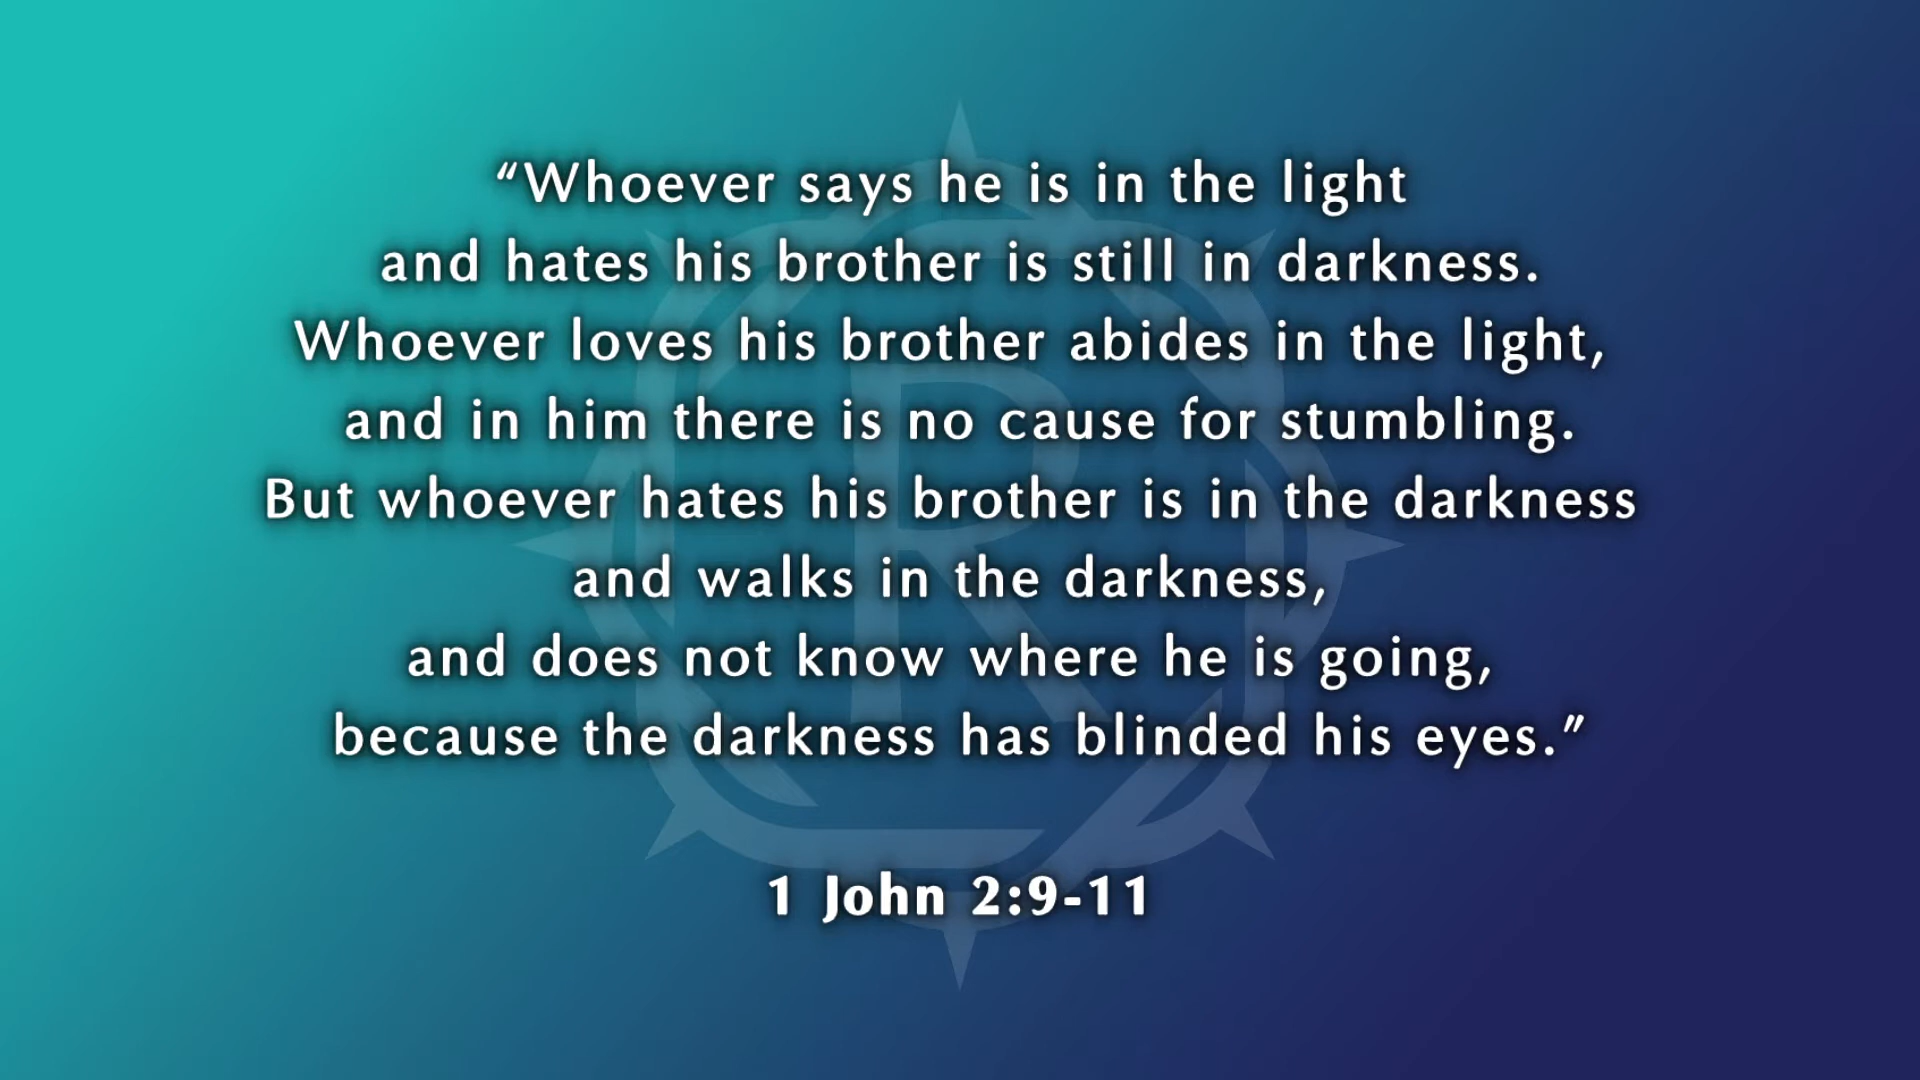 “Whoever says he is in the light
and hates his brother is still in darkness.
Whoever loves his brother abides in the light,
and in him there is no cause for stumbling.
But whoever hates his brother is in the darkness
and walks in the darkness,
and does not know where he is going,
because the darkness has blinded his eyes.”
1 John 2:9-11
R